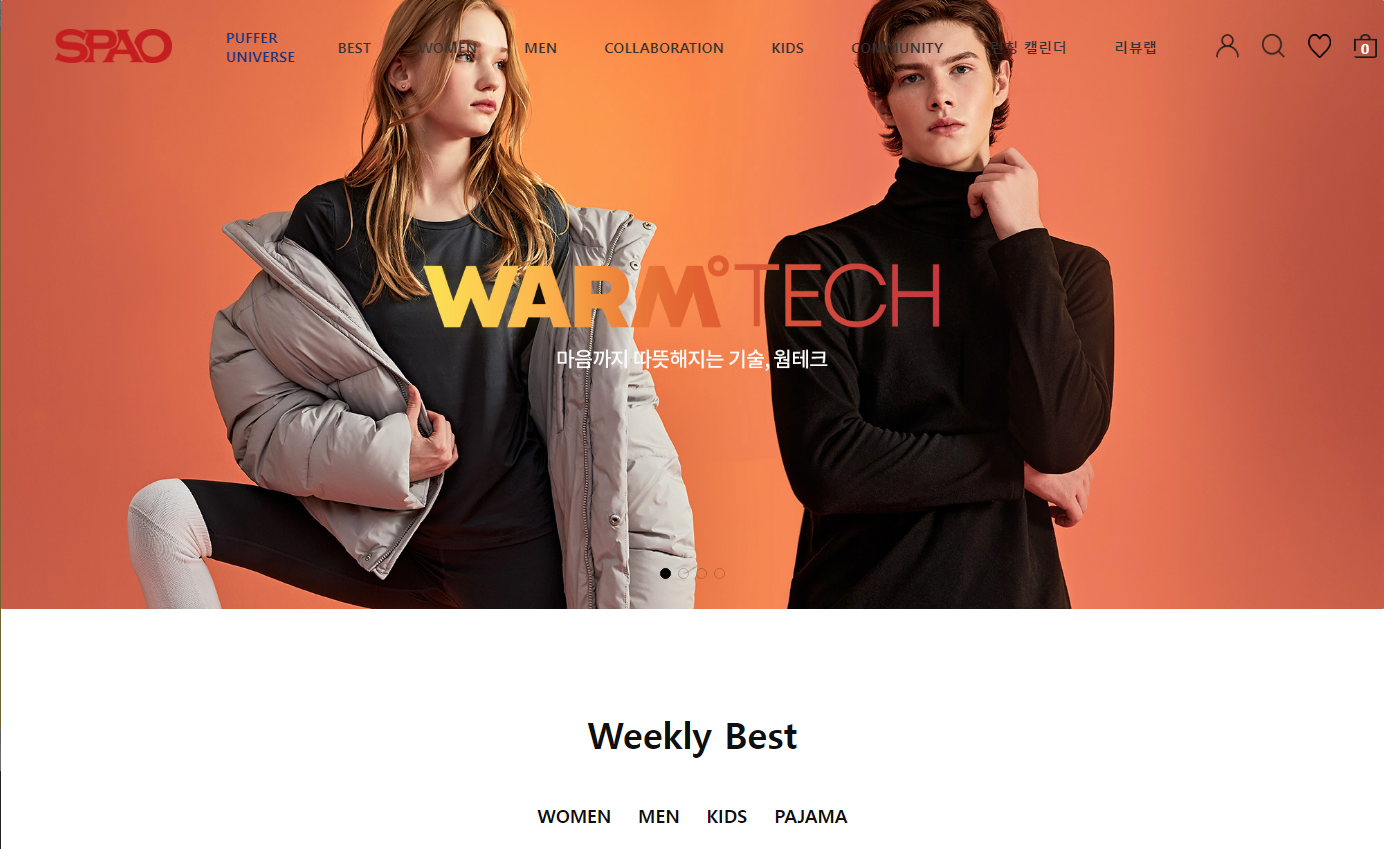 SPAO
PUFFER
UNIVERSE
BEST
WOMEN
MEN
COLLABORATION
KIDS
COMMUNITY
런칭 캘린더
리뷰랩
0
WARM°TECH
마음까지 따뜻해지는 기술, 웜테크
Weekly Best
WOMEN MEN KIDS PAJAMA